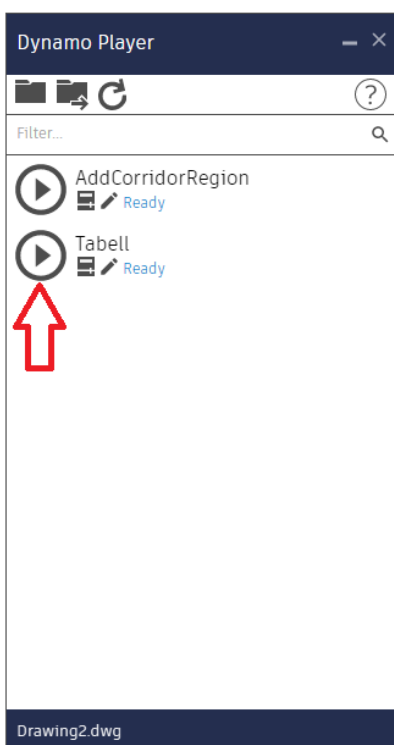 Dynamo Player
?
Filter...
AddCorridorRegion
Ready
Tabell
Ready
Drawing2.dwg